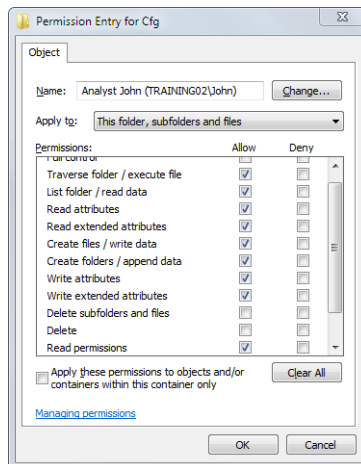 Permission Entry for Cfg
Object
Name: Analyst John (TRAINING02\John) Change...
Apply to: This folder, subfolders and files
Permissions: Allow Deny
Full control
Traverse folder / execute file
List folder / read data
Read attributes
Read extended attributes
Create files / write data
Create folders / append data
Write attributes
Write extended attributes
Delete subfolders and files
Delete
Read permissions
Apply these permissions to objects and/or
containers within this container only
Clear All
Managing permissions
OK Cancel